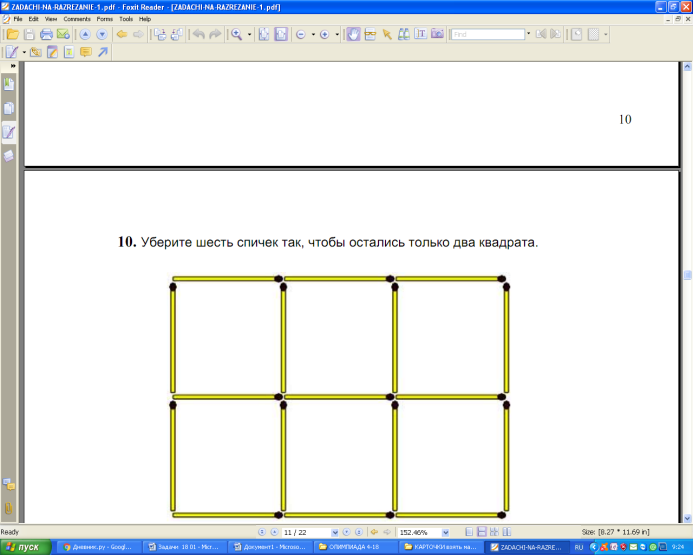 ZADACHI-NA-RAZREZANIE-1.pdf - Foxit Reader - [ZADACHI-NA-RAZREZANIE-1.pdf]
File Edit View Comments Forms Tools Help
Find
10
10. Уберите шесть спичек так, чтобы остались только два квадрата.
Ready
11 / 22
152.46%
Size: [8.27 * 11.69 in]
пуск
Дневник.ру - Googl...
Задачи 18.01 - Micr...
Документ1 - Microso...
ОЛИМПИАДА 4-18
КАРТОЧКИ взять на...
ZADACHI-NA-RAZRE...
RU
9:24